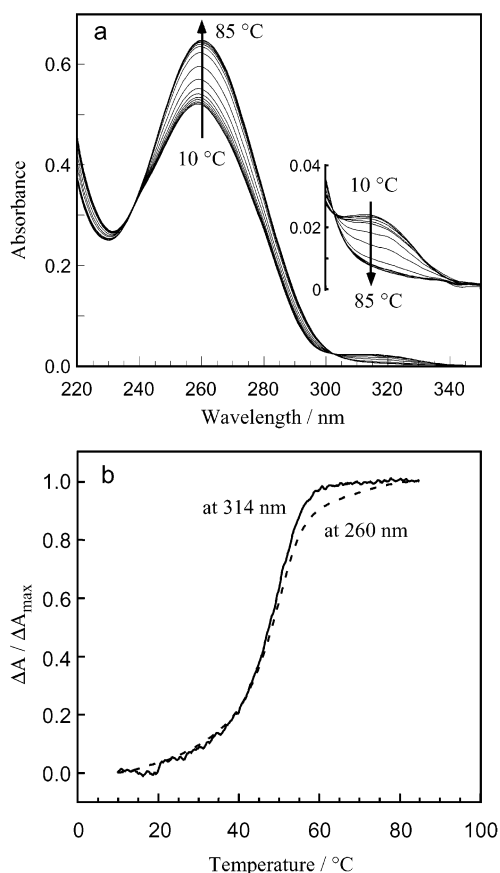 a
85 °C
10 °C
0.6
0.4
0.2
0.0
Absorbance
0.04
0.02
0
10 °C
85 °C
220 240 260 280 300 320 340
Wavelength / nm
b
1.0
0.8
0.6
0.4
0.2
0.0
ΔA / ΔAmax
at 314 nm
at 260 nm
0 20 40 60 80 100
Temperature / °C